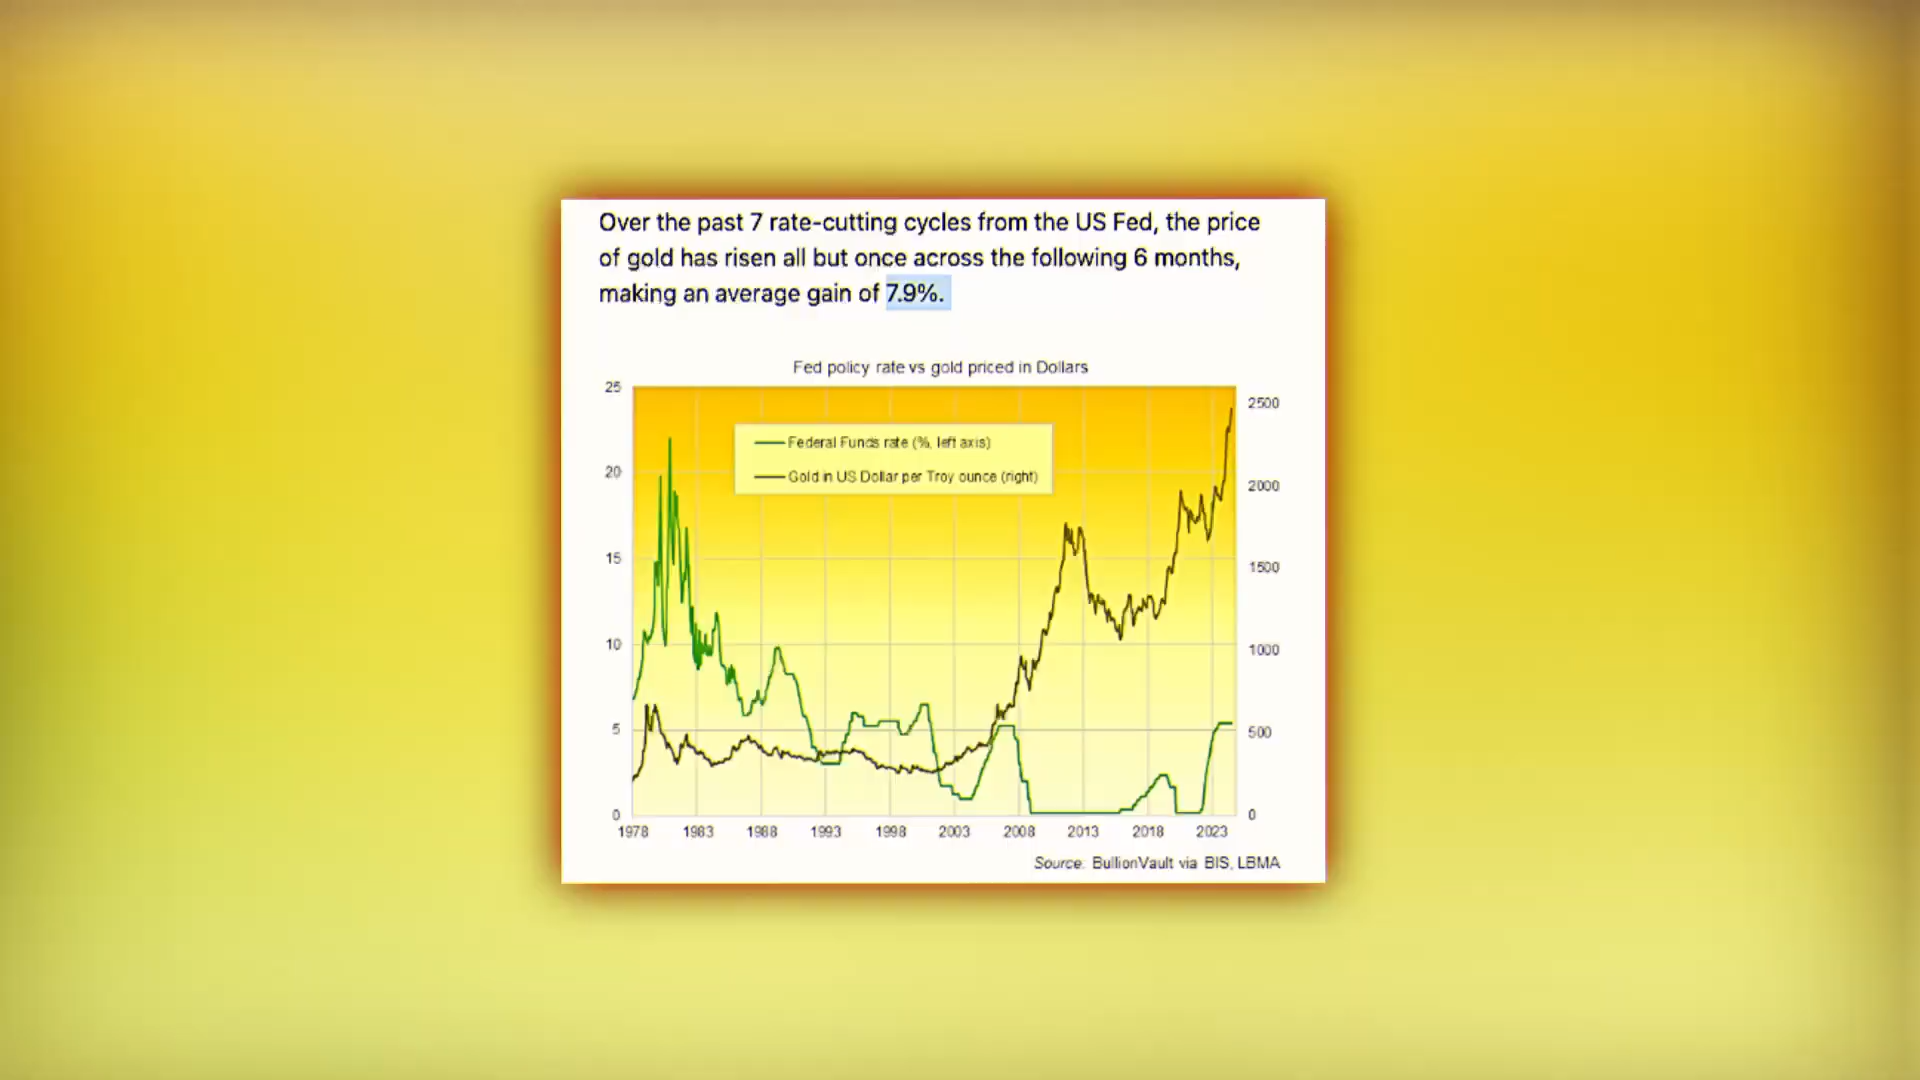 Over the past 7 rate-cutting cycles from the US Fed, the price
of gold has risen all but once across the following 6 months,
making an average gain of 7.9%.
Fed policy rate vs gold priced in Dollars
25
20
15
10
5
0
Federal Funds rate (%, left axis)
Gold in US Dollar per Troy ounce (right)
2500
2000
1500
1000
500
0
1978 1983 1988 1993 1998 2003 2008 2013 2018 2023
Source: BullionVault via BIS, LBMA